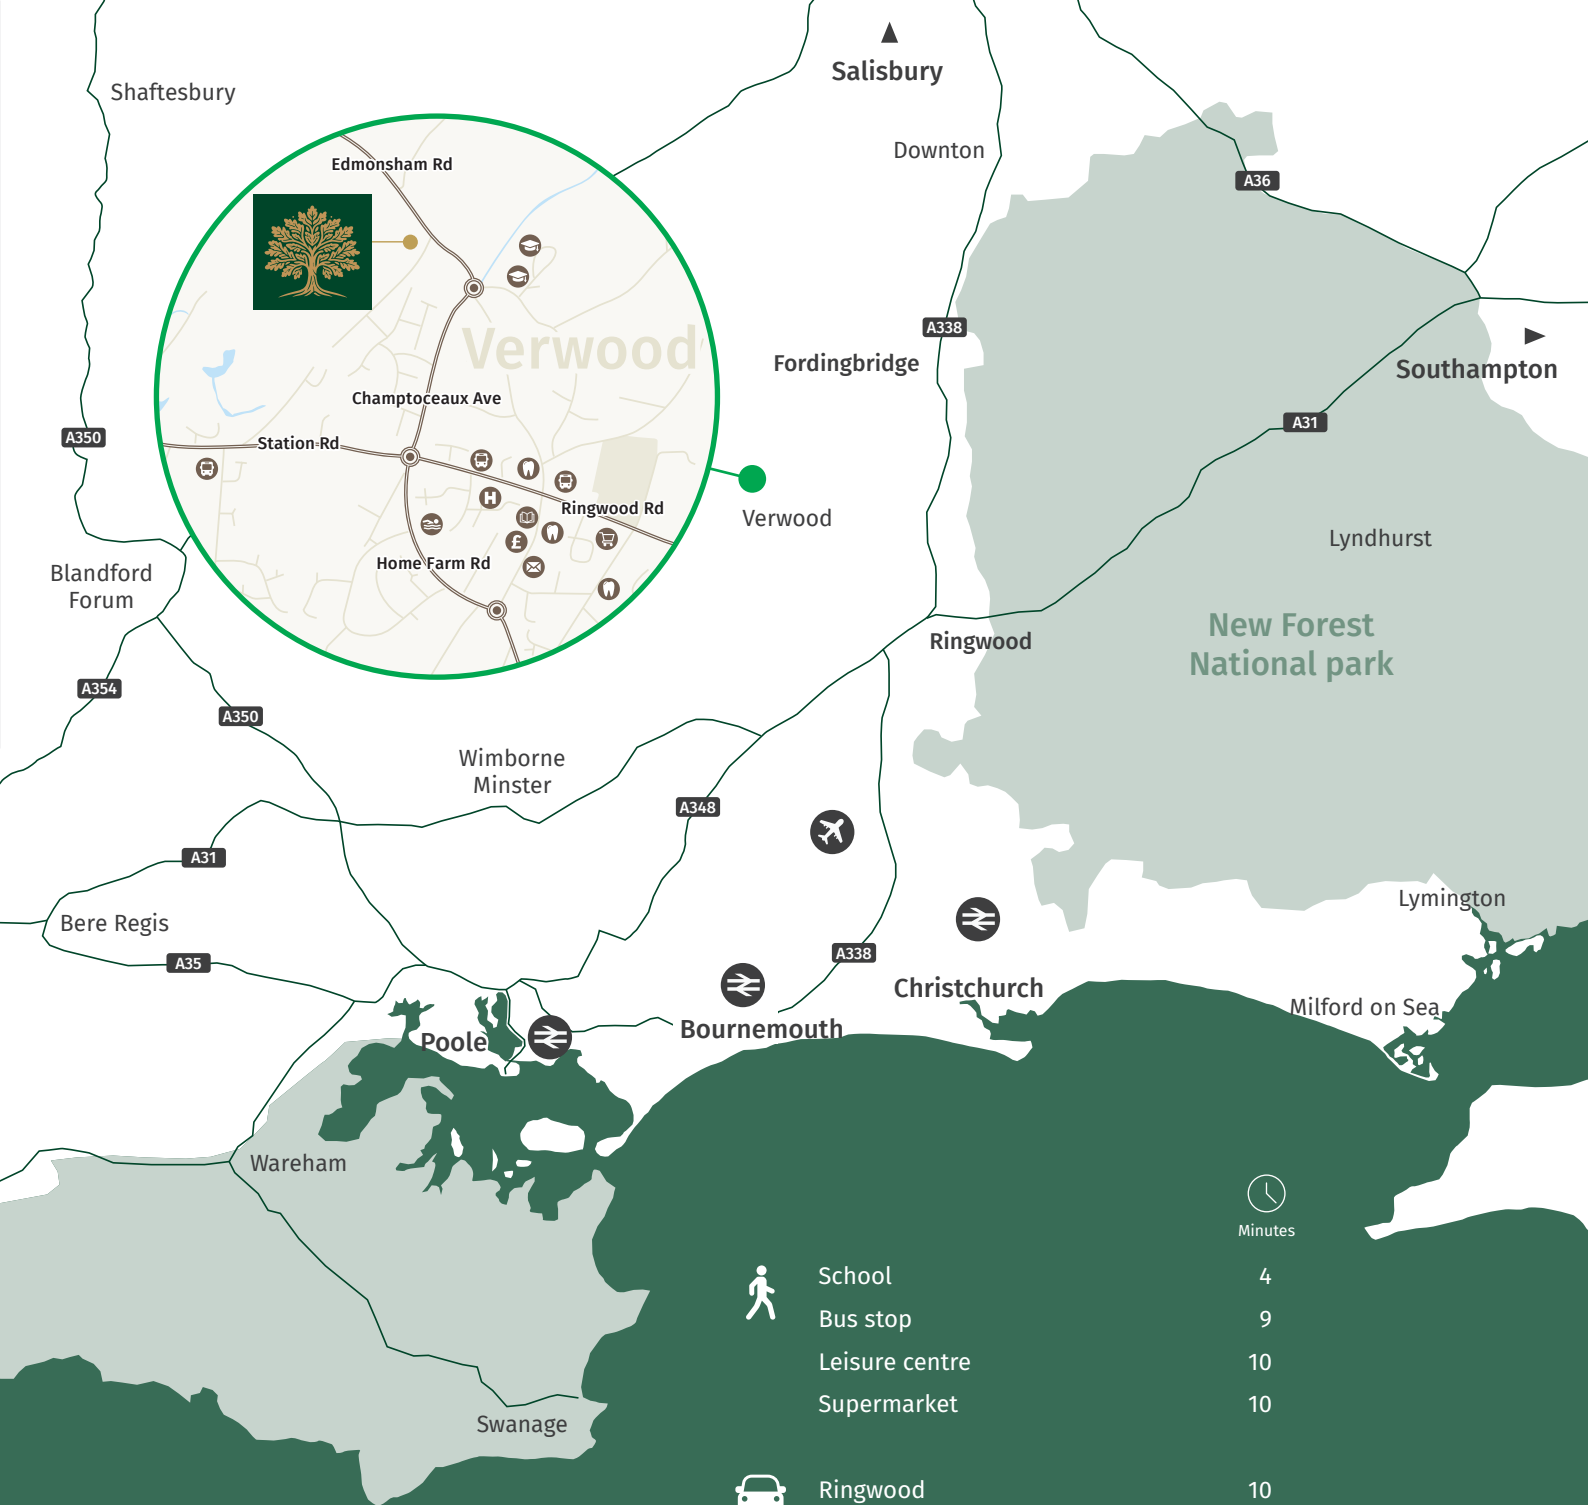 Salisbury
Shaftesbury
Downton
Edmonsham Rd
A36
Verwood
A338
Fordingbridge
Southampton
Champtoceaux Ave
A31
A350
Station Rd
H
Ringwood Rd
£
Verwood
Lyndhurst
Home Farm Rd
Blandford
Forum
New Forest
National park
Ringwood
A354
A350
Wimborne
Minster
A348
A31
Lymington
Bere Regis
A338
A35
Christchurch
Milford on Sea
Bournemouth
Poole
Wareham
Minutes
School 4
Bus stop 9
Leisure centre 10
Supermarket 10
Swanage
Ringwood 10